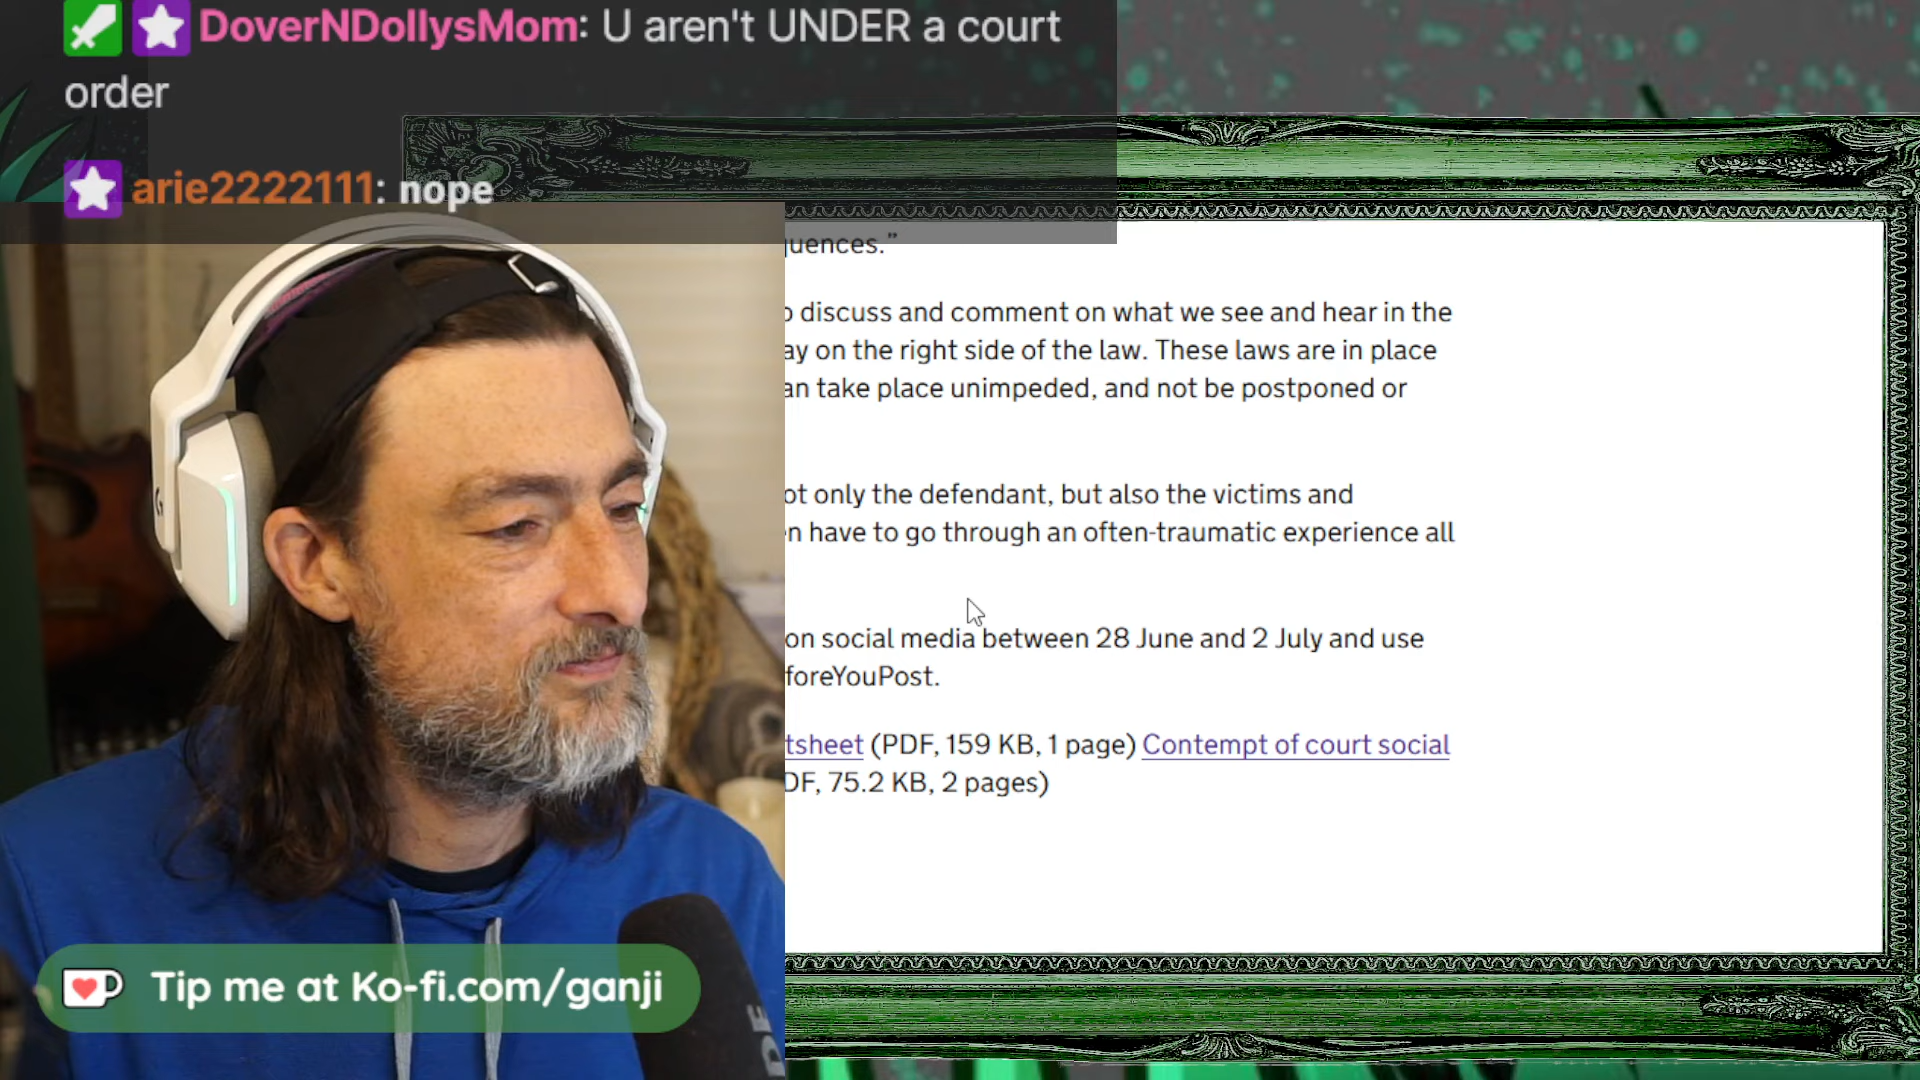 DoverNDollysMom: U aren't UNDER a court
order
arie2222111: nope
quences.”
o discuss and comment on what we see and hear in the
ay on the right side of the law. These laws are in place
an take place unimpeded, and not be postponed or
ot only the defendant, but also the victims and
n have to go through an often-traumatic experience all
on social media between 28 June and 2 July and use
foreYouPost.
tsheet (PDF, 159 KB, 1 page) Contempt of court social
DF, 75.2 KB, 2 pages)
Tip me at Ko-fi.com/ganji